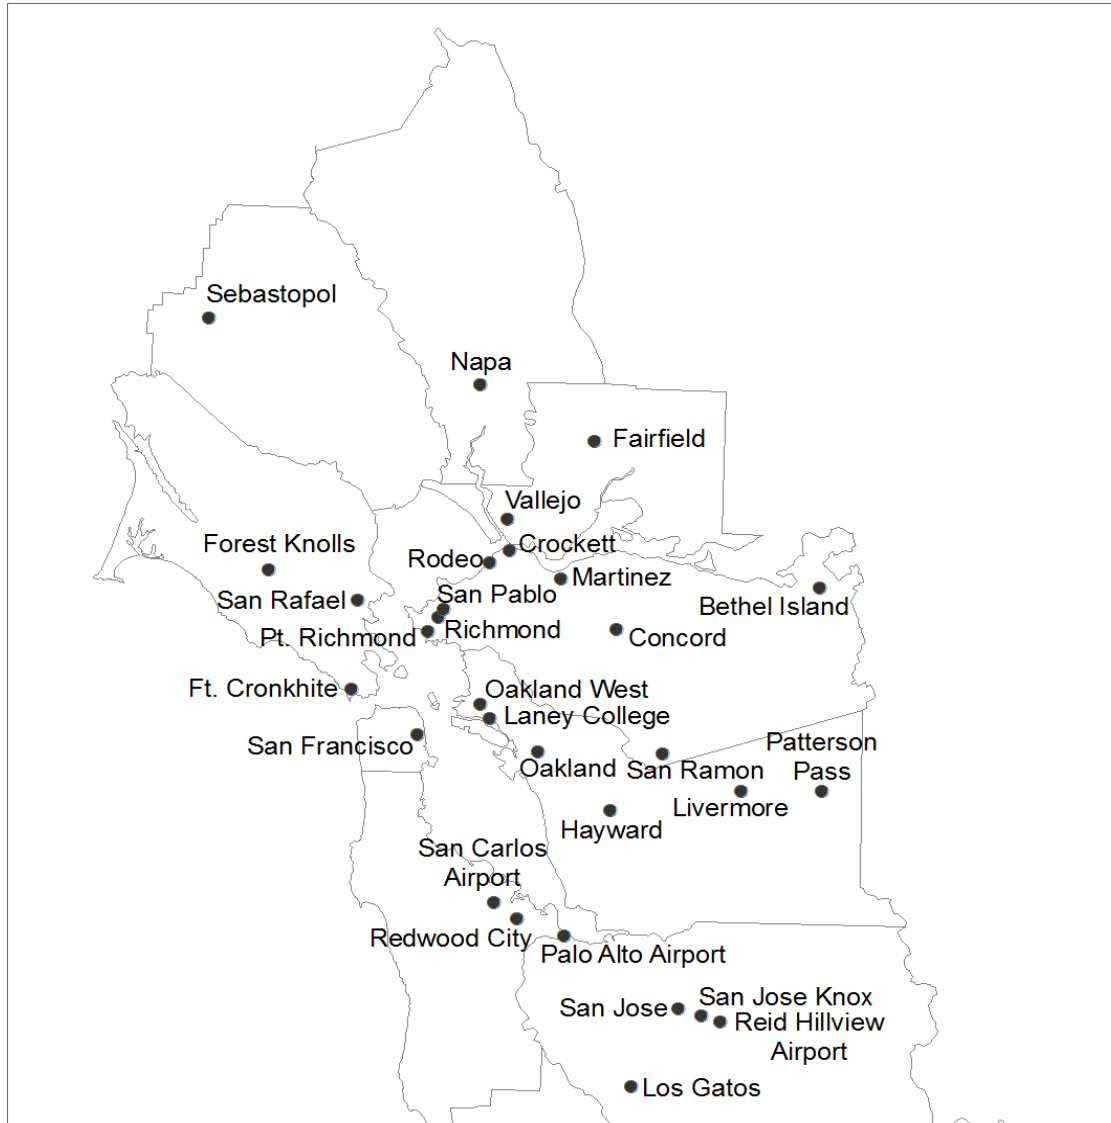 Sebastopol
Napa
Fairfield
Vallejo
Forest Knolls
Crockett
Rodeo
Martinez
San Pablo
San Rafael
Bethel Island
Richmond
Pt. Richmond
Concord
Ft. Cronkhite
Oakland West
Laney College
San Francisco
Patterson
Pass
Oakland
San Ramon
Livermore
Hayward
San Carlos
Airport
Redwood City
Palo Alto Airport
San Jose
San Jose Knox
Reid Hillview
Airport
Los Gatos